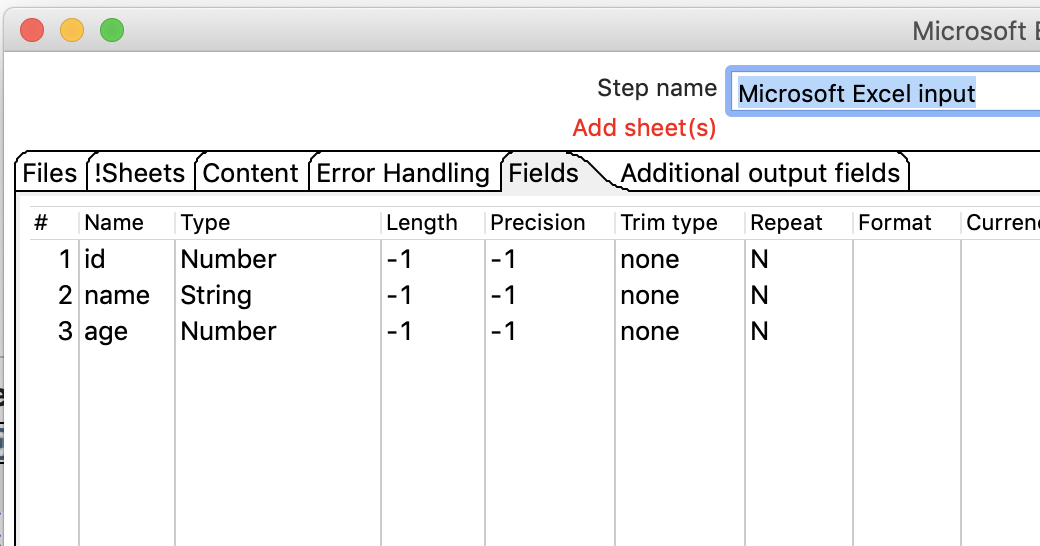 Microsoft E
Step name Microsoft Excel input
Add sheet(s)
Files !Sheets Content Error Handling Fields Additional output fields
# Name Type Length Precision Trim type Repeat Format Currenc
1 id Number -1 -1 none N
2 name String -1 -1 none N
3 age Number -1 -1 none N